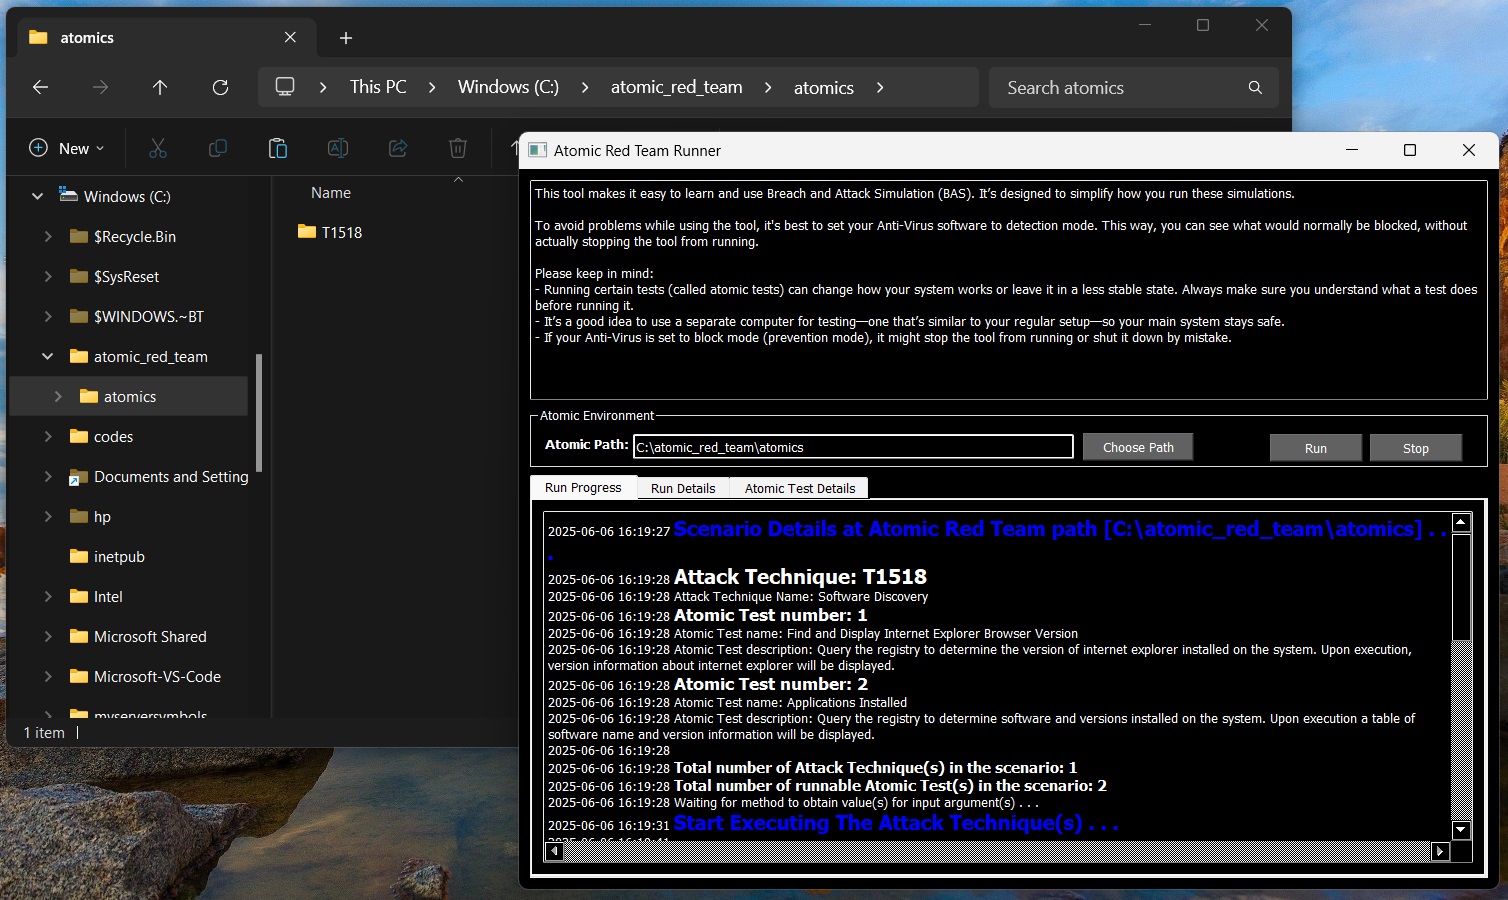 atomics
This PC
Windows (C:)
atomic_red_team
atomics
Search atomics
New
Windows (C:)
$Recycle.Bin
$SysReset
$WINDOWS.~BT
atomic_red_team
atomics
codes
Documents and Setting
hp
inetpub
Intel
Microsoft Shared
Microsoft-VS-Code
myserversymbols
1 item
Name
T1518
Atomic Red Team Runner
This tool makes it easy to learn and use Breach and Attack Simulation (BAS). It’s designed to simplify how you run these simulations.
To avoid problems while using the tool, it's best to set your Anti-Virus software to detection mode. This way, you can see what would normally be blocked, without
actually stopping the tool from running.
Please keep in mind:
- Running certain tests (called atomic tests) can change how your system works or leave it in a less stable state. Always make sure you understand what a test does
before running it.
- It’s a good idea to use a separate computer for testing—one that’s similar to your regular setup—so your main system stays safe.
- If your Anti-Virus is set to block mode (prevention mode), it might stop the tool from running or shut it down by mistake.
Atomic Environment
Atomic Path: C:\atomic_red_team\atomics
Choose Path
Run
Stop
Run Progress
Run Details
Atomic Test Details
2025-06-06 16:19:27 Scenario Details at Atomic Red Team path [C:\atomic_red_team\atomics] . .
.
2025-06-06 16:19:28 Attack Technique: T1518
2025-06-06 16:19:28 Attack Technique Name: Software Discovery
2025-06-06 16:19:28 Atomic Test number: 1
2025-06-06 16:19:28 Atomic Test name: Find and Display Internet Explorer Browser Version
2025-06-06 16:19:28 Atomic Test description: Query the registry to determine the version of internet explorer installed on the system. Upon execution,
version information about internet explorer will be displayed.
2025-06-06 16:19:28 Atomic Test number: 2
2025-06-06 16:19:28 Atomic Test name: Applications Installed
2025-06-06 16:19:28 Atomic Test description: Query the registry to determine software and versions installed on the system. Upon execution a table of
software name and version information will be displayed.
2025-06-06 16:19:28
2025-06-06 16:19:28 Total number of Attack Technique(s) in the scenario: 1
2025-06-06 16:19:28 Total number of runnable Atomic Test(s) in the scenario: 2
2025-06-06 16:19:28 Waiting for method to obtain value(s) for input argument(s) . . .
2025-06-06 16:19:31 Start Executing The Attack Technique(s) . . .